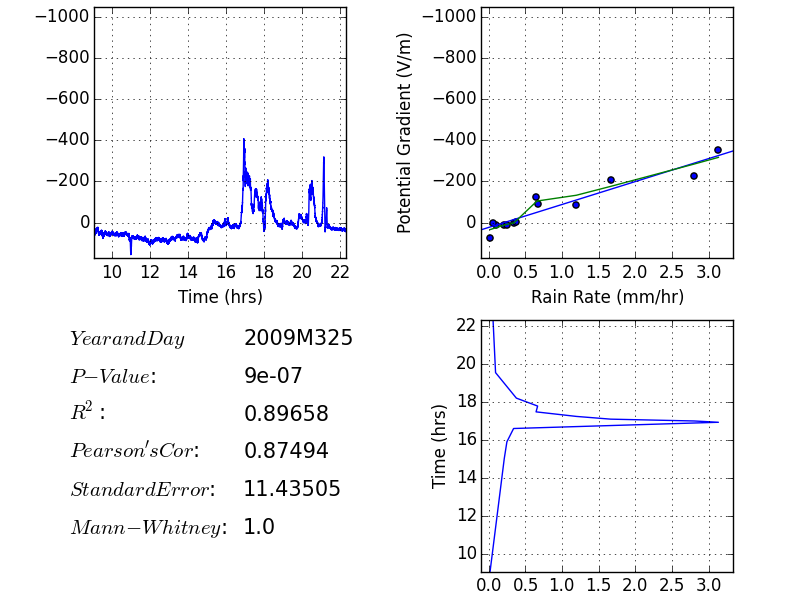 −1000
−800
−600
−400
−200
0
10 12 14 16 18 20 22
Time (hrs)
−1000
−800
−600
−400
−200
0
Potential Gradient (V/m)
0.0 0.5 1.0 1.5 2.0 2.5 3.0
Rain Rate (mm/hr)
YearandDay 2009M325
P−Value: 9e-07
R²: 0.89658
Pearson'sCor: 0.87494
StandardError: 11.43505
Mann−Whitney: 1.0
22
20
18
16
14
12
10
Time (hrs)
0.0 0.5 1.0 1.5 2.0 2.5 3.0